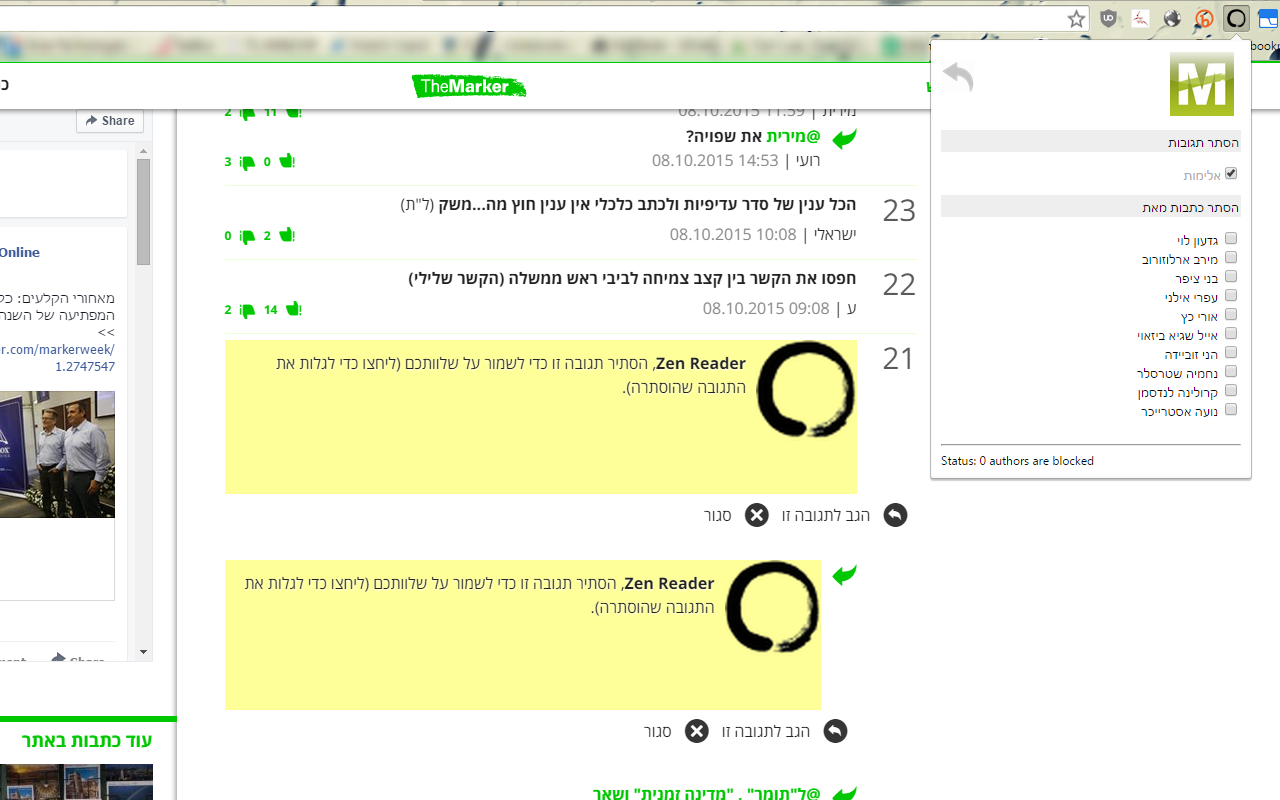 TheMarker
Share
Online
מאחורי הקלעים: כל
המפתיעה של השנה
>>
er.com/markerweek/
1.2747547
Share
עוד כתבות באתר
מירית | 11:59 08.10.2015
11 2
@מירית את שפויה?
רועי | 14:53 08.10.2015
0 3
23
הכל ענין של סדר עדיפיות ולכתב כלכלי אין ענין חוץ מה...משק (ל"ת)
ישראלי | 10:08 08.10.2015
2 0
22
חפסו את הקשר בין קצב צמיחה לביבי ראש ממשלה (הקשר שלילי)
ע | 09:08 08.10.2015
14 2
21
Zen Reader, הסתיר תגובה זו כדי לשמור על שלוותכם (ליחצו כדי לגלות את
התגובה שהוסתרה).
הגב לתגובה זו סגור
Zen Reader, הסתיר תגובה זו כדי לשמור על שלוותכם (ליחצו כדי לגלות את
התגובה שהוסתרה).
הגב לתגובה זו סגור
@ל"תומר" , "מדינה זמנית" ושאר
M
הסתר תגובות
אלימות
הסתר כתבות מאת
גדעון לוי
מירב ארלוזורוב
בני ציפר
עפרי אילני
אורי כץ
אייל שגיא ביזאוי
הני זוביידה
נחמיה שטרסלר
קרולינה לנדסמן
נועה אסטרייכר
Status: 0 authors are blocked